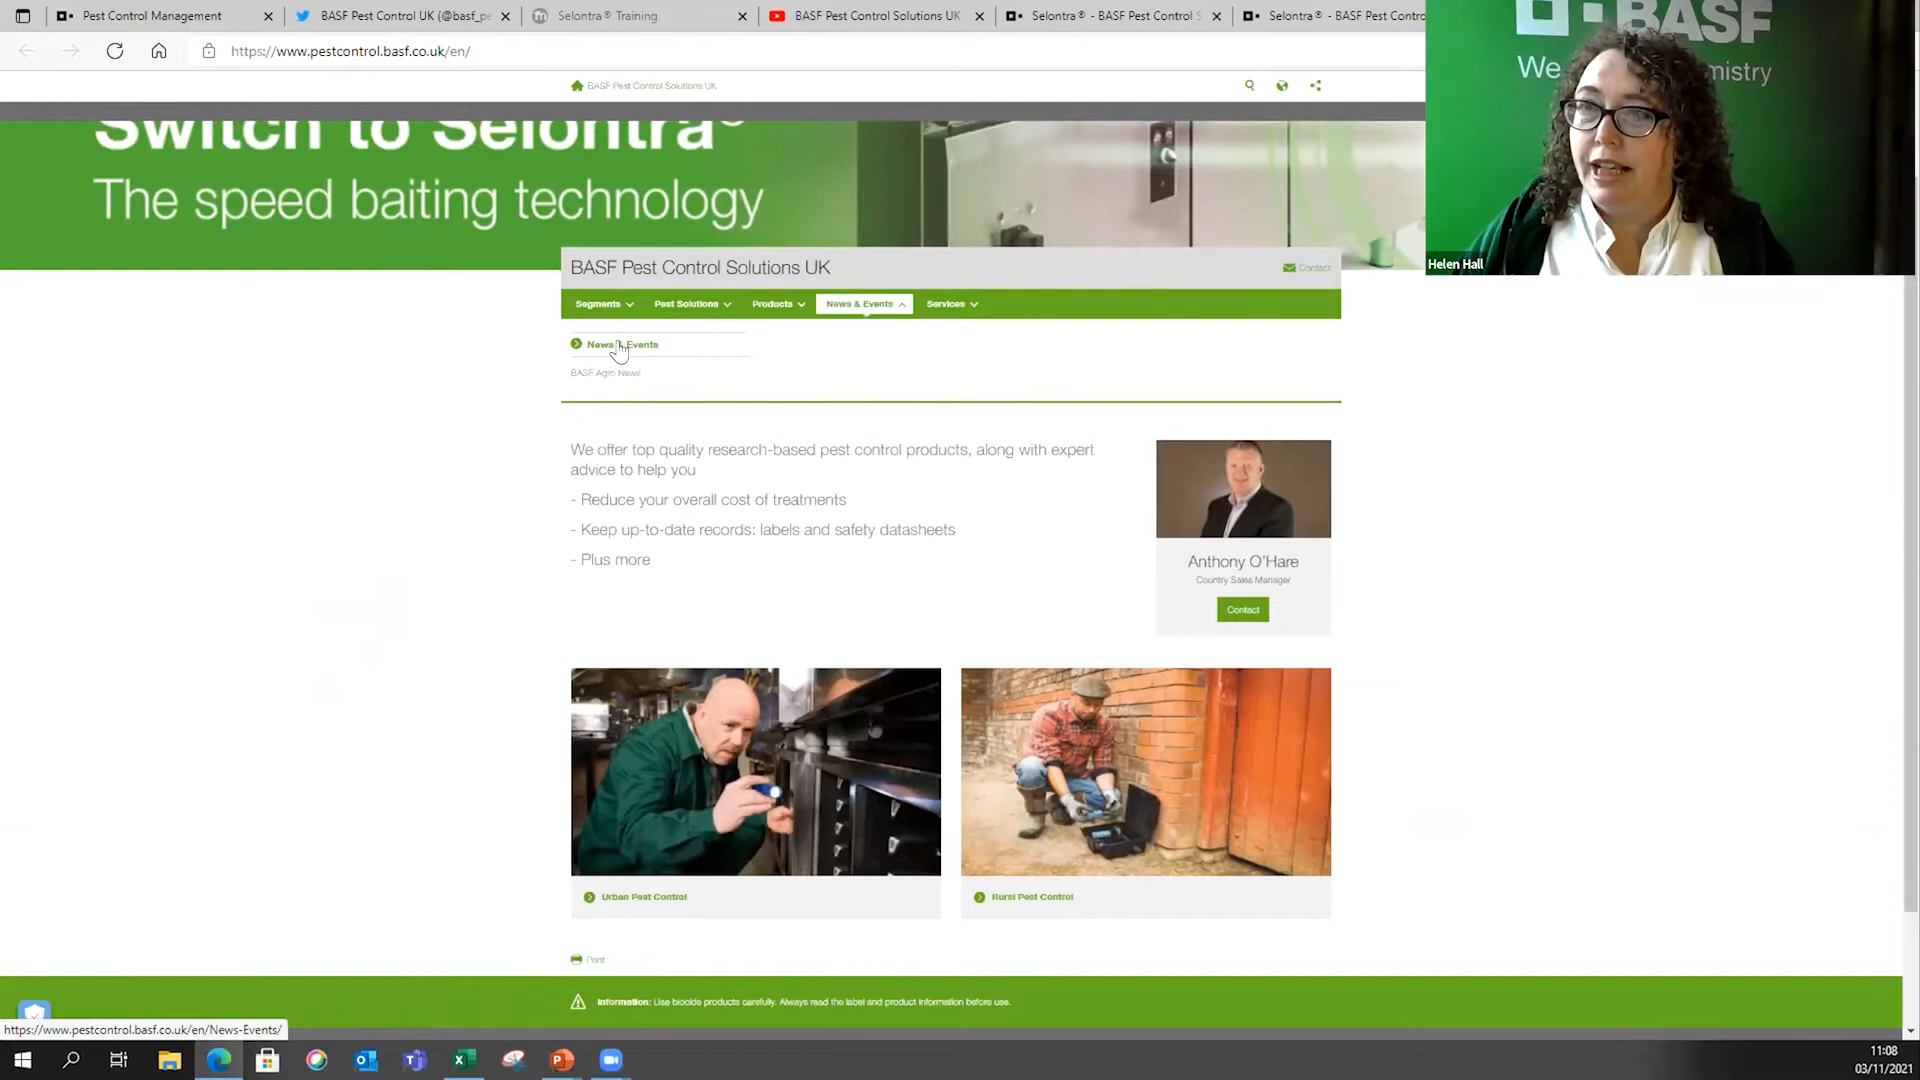 Pest Control Management
BASF Pest Control UK (@basf_pe
Selontra® Training
BASF Pest Control Solutions UK
Selontra® - BASF Pest Control S
Selontra® - BASF Pest Contro
https://www.pestcontrol.basf.co.uk/en/
BASF
We
mistry
BASF Pest Control Solutions UK
Switch to Selontra®
The speed baiting technology
Helen Hall
BASF Pest Control Solutions UK
Contact
Segments
Pest Solutions
Products
News & Events
Services
News & Events
BASF Agro News
We offer top quality research-based pest control products, along with expert
advice to help you
- Reduce your overall cost of treatments
- Keep up-to-date records: labels and safety datasheets
- Plus more
Anthony O'Hare
Country Sales Manager
Contact
Urban Pest Control
Rural Pest Control
Print
Information: Use biocide products carefully. Always read the label and product information before use.
https://www.pestcontrol.basf.co.uk/en/News-Events/
11:08
03/11/2021